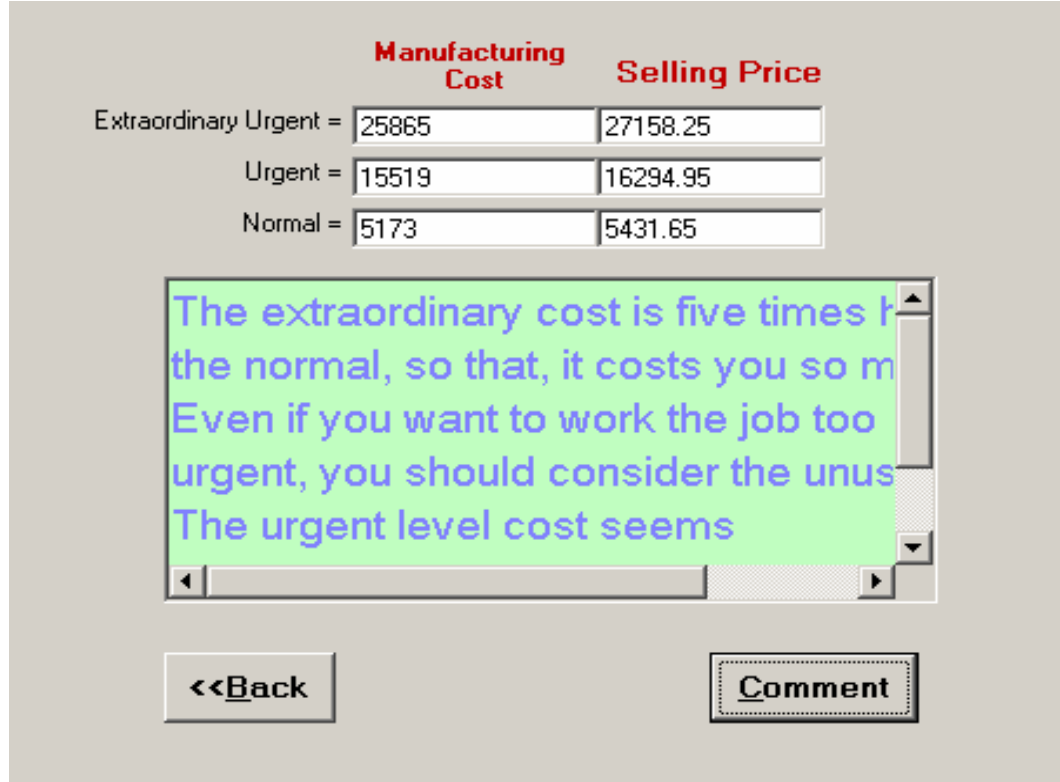 Manufacturing
Cost
Selling Price
Extraordinary Urgent = 25865 27158.25
Urgent = 15519 16294.95
Normal = 5173 5431.65
The extraordinary cost is five times
the normal, so that, it costs you so
Even if you want to work the job too
urgent, you should consider the
The urgent level cost seems
<<Back
Comment